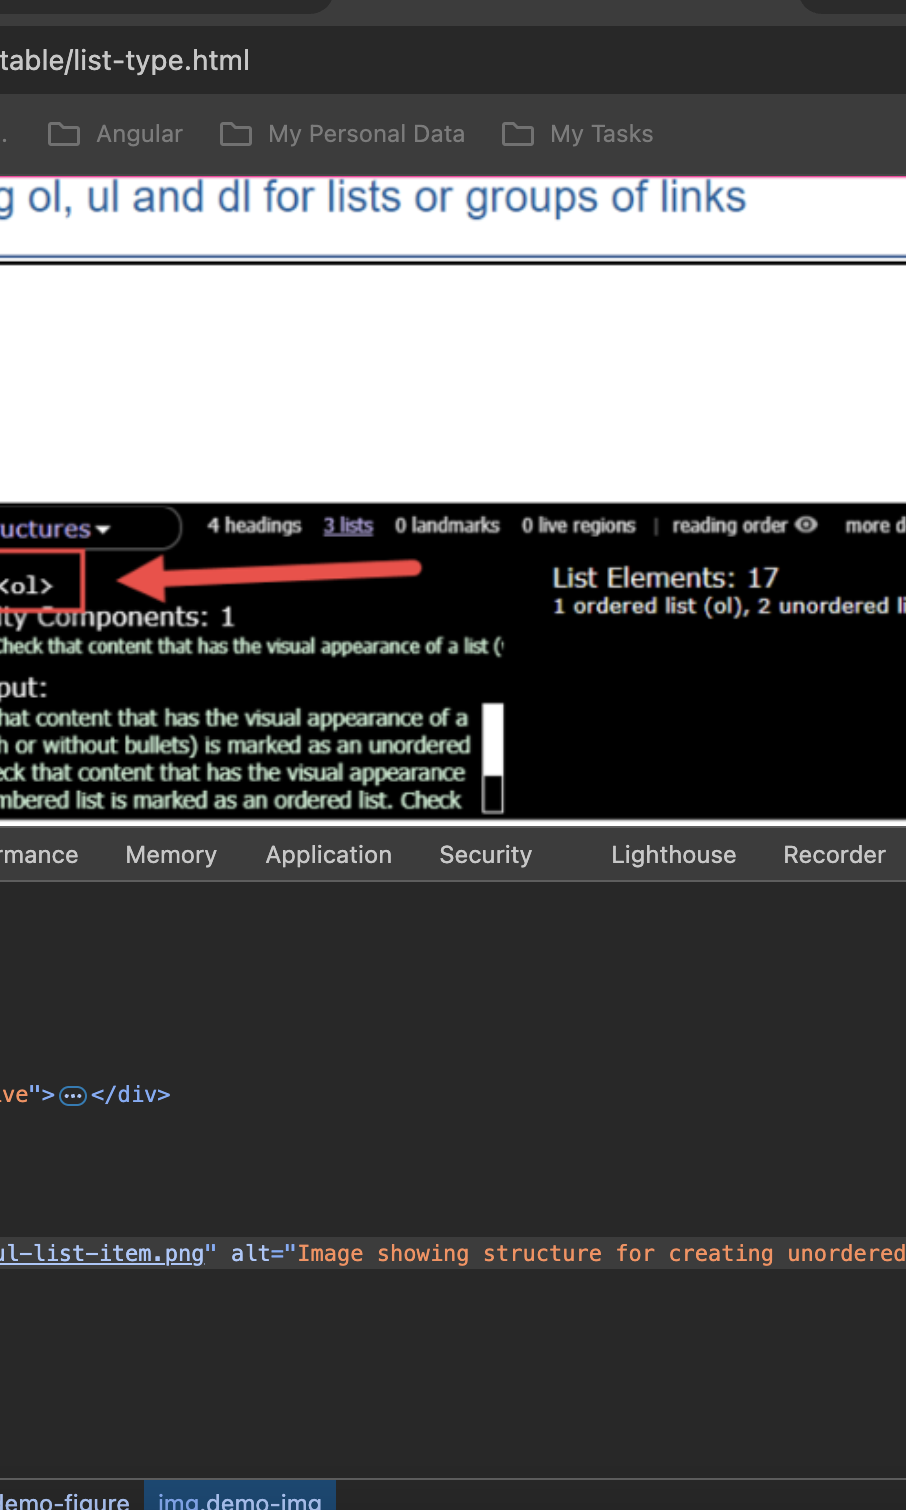 table/list-type.html
. Angular My Personal Data My Tasks
g ol, ul and dl for lists or groups of links
uctures 4 headings 3 lists 0 landmarks 0 live regions | reading order more d
<ol>
List Elements: 17
1 ordered list (ol), 2 unordered li
ity Components: 1
Check that content that has the visual appearance of a list (
put:
hat content that has the visual appearance of a
h or without bullets) is marked as an unordered
eck that content that has the visual appearance
mbered list is marked as an ordered list. Check
rmance Memory Application Security Lighthouse Recorder
ive">…</div>
ul-list-item.png" alt="Image showing structure for creating unordered
demo-figure img.demo-img